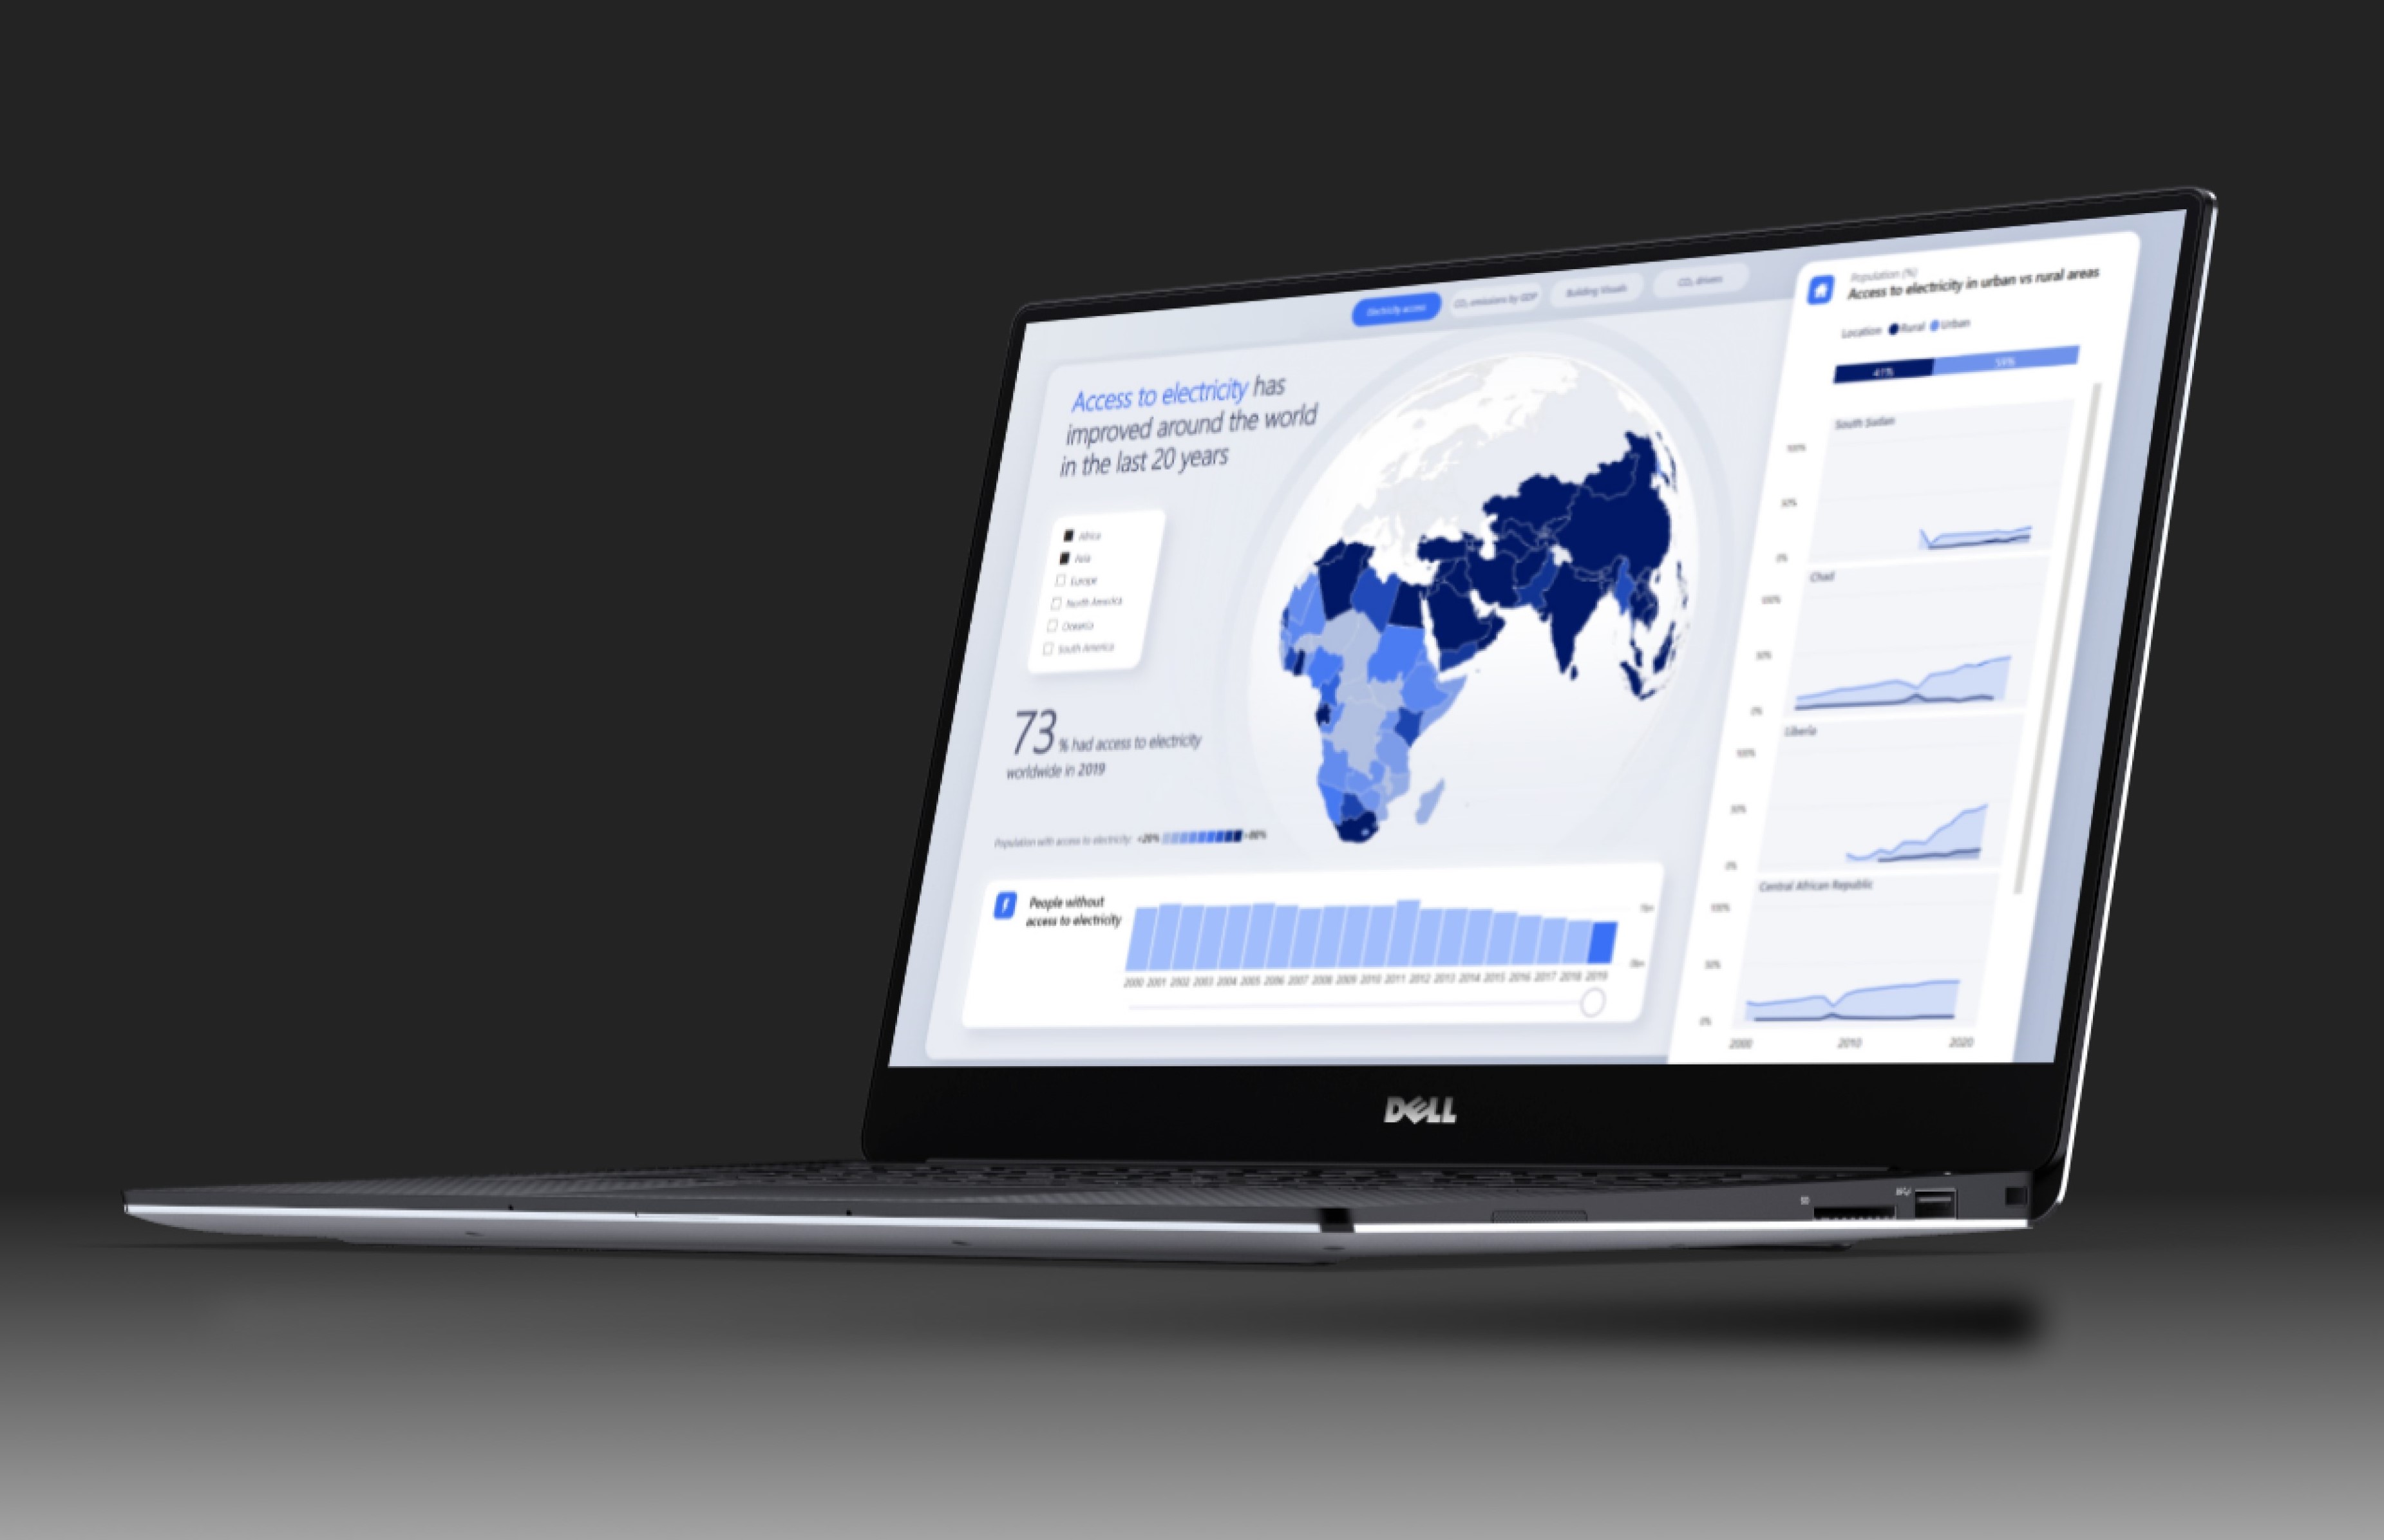 Electricity access
CO₂ emissions by GDP
Building Visuals
CO₂ drivers
Access to electricity has
improved around the world
in the last 20 years
Africa
Asia
Europe
North America
Oceania
South America
73 % had access to electricity
worldwide in 2019
Population with access to electricity: <20% >80%
People without
access to electricity
1bn
0bn
2000 2001 2002 2003 2004 2005 2006 2007 2008 2009 2010 2011 2012 2013 2014 2015 2016 2017 2018 2019
Population (%)
Access to electricity in urban vs rural areas
Location Rural Urban
41% 59%
South Sudan
100%
50%
0%
Chad
100%
50%
0%
Liberia
100%
50%
0%
Central African Republic
100%
50%
0%
2000 2010 2020
DELL